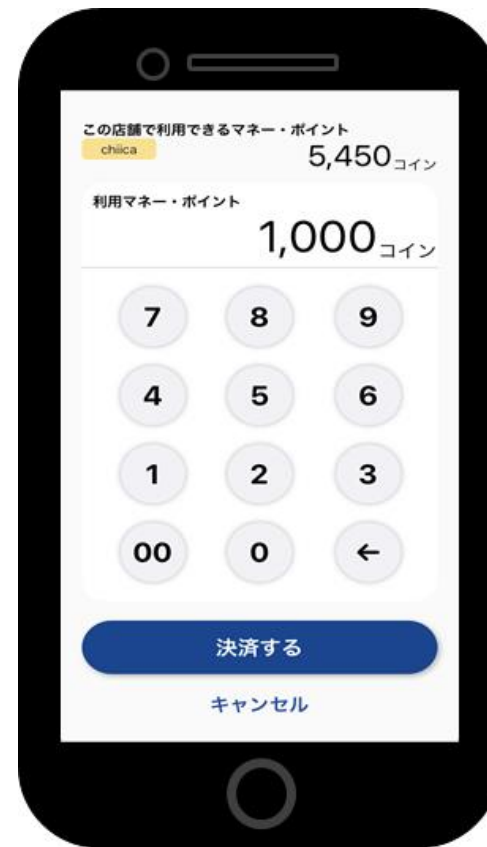 この店舗で利用できるマネー・ポイント
chiica
5,450コイン
利用マネー・ポイント
1,000コイン
7 8 9
4 5 6
1 2 3
00 0 ←
決済する
キャンセル